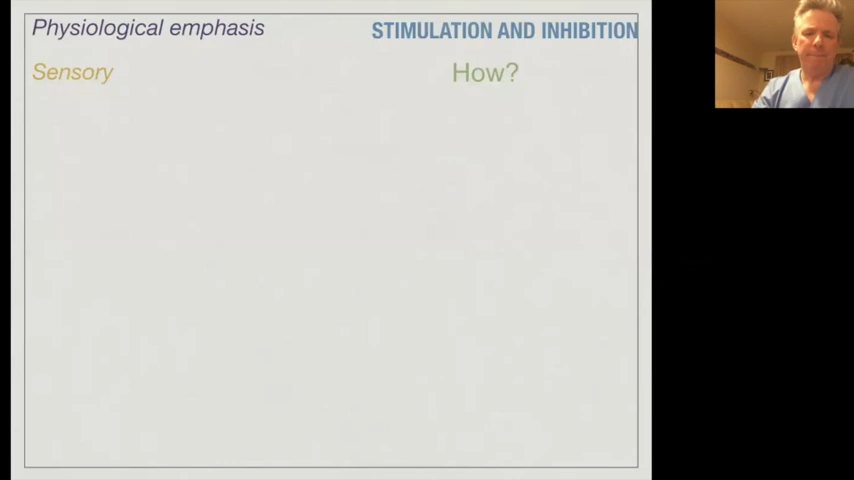 Physiological emphasis
STIMULATION AND INHIBITION
Sensory
How?